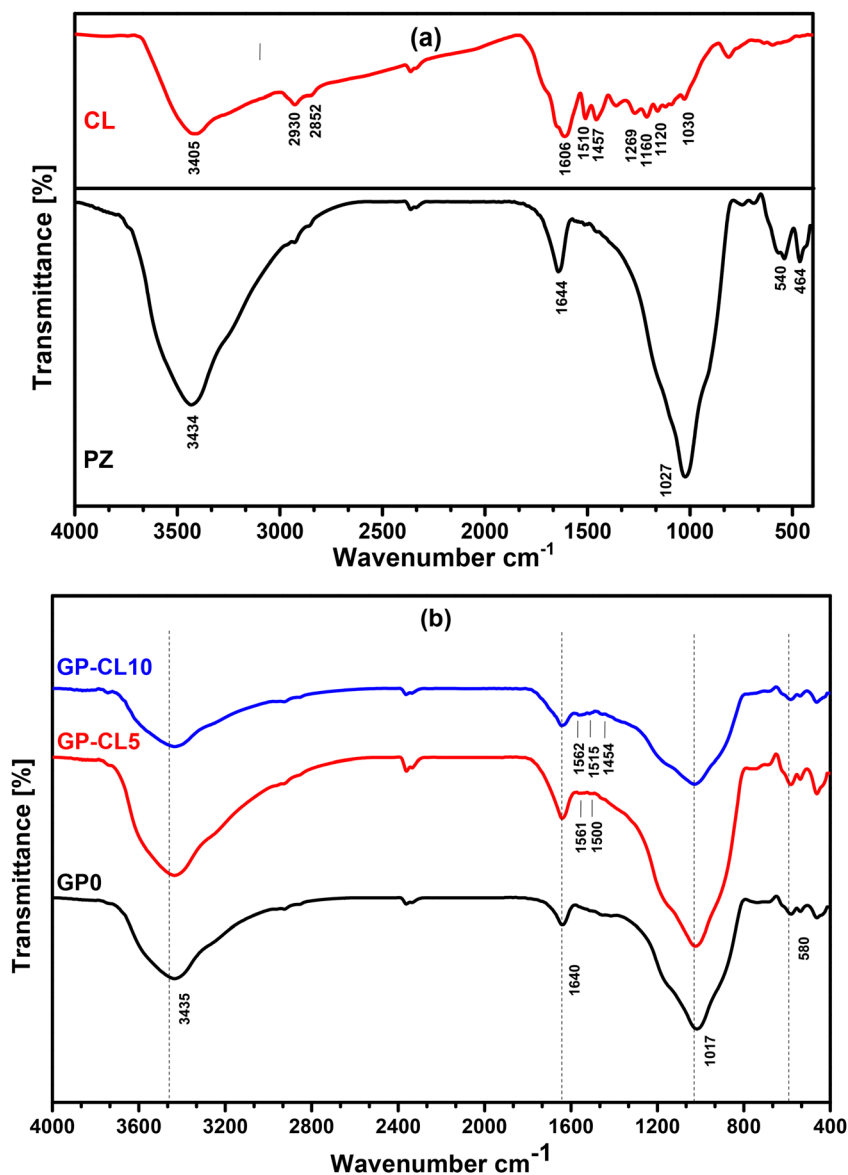 (a)
CL
3405
2930
2852
1606
1510
1457
1269
1160
1120
1030
Transmittance [%]
PZ
3434
1644
1027
540
464
4000 3500 3000 2500 2000 1500 1000 500
Wavenumber cm-1
(b)
GP-CL10
1562
1515
1454
GP-CL5
1561
1500
Transmittance [%]
GP0
3435
1640
1017
580
4000 3600 3200 2800 2400 2000 1600 1200 800 400
Wavenumber cm-1